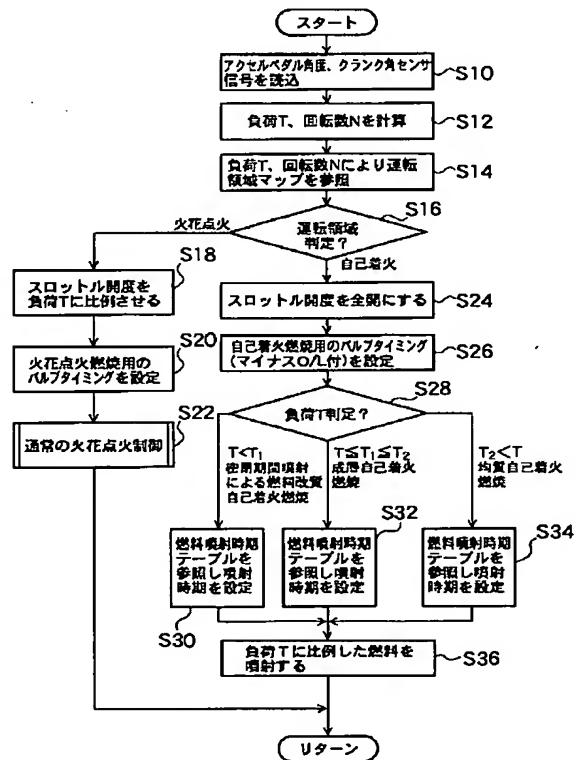 スタート
アクセルペダル角度、クランク角センサ
信号を読込
S10
負荷T、回転数Nを計算
S12
負荷T、回転数Nにより運転
領域マップを参照
S14
S16
運転領域
判定?
火花点火
自己着火
S18
スロットル開度を
負荷Tに比例させる
S20
火花点火燃焼用の
バルブタイミングを設定
S22
通常の火花点火制御
スロットル開度を全開にする
S24
自己着火燃焼用のバルブタイミング
(マイナスO/L付)を設定
S26
S28
負荷T判定?
T<T1
密閉期間噴射
による燃料改質
自己着火燃焼
T≦T1≦T2
成層自己着火
燃焼
T2<T
均質自己着火
燃焼
燃料噴射時期
テーブルを
参照し噴射
時期を設定
S30
S32
燃料噴射時期
テーブルを
参照し噴射
時期を設定
S34
燃料噴射時期
テーブルを
参照し噴射
時期を設定
負荷Tに比例した燃料を
噴射する
S36
リターン